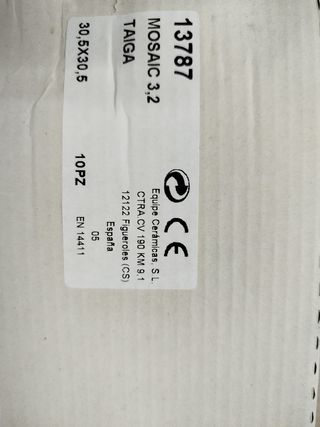 13787
MOSAIC 3,2
TAIGA
30,5X30,5
10PZ
CE
Equipe Cerámicas, S.L.
CTRA CV 190 KM 9,1
12122 Figueroles (CS)
España
05
EN 14411